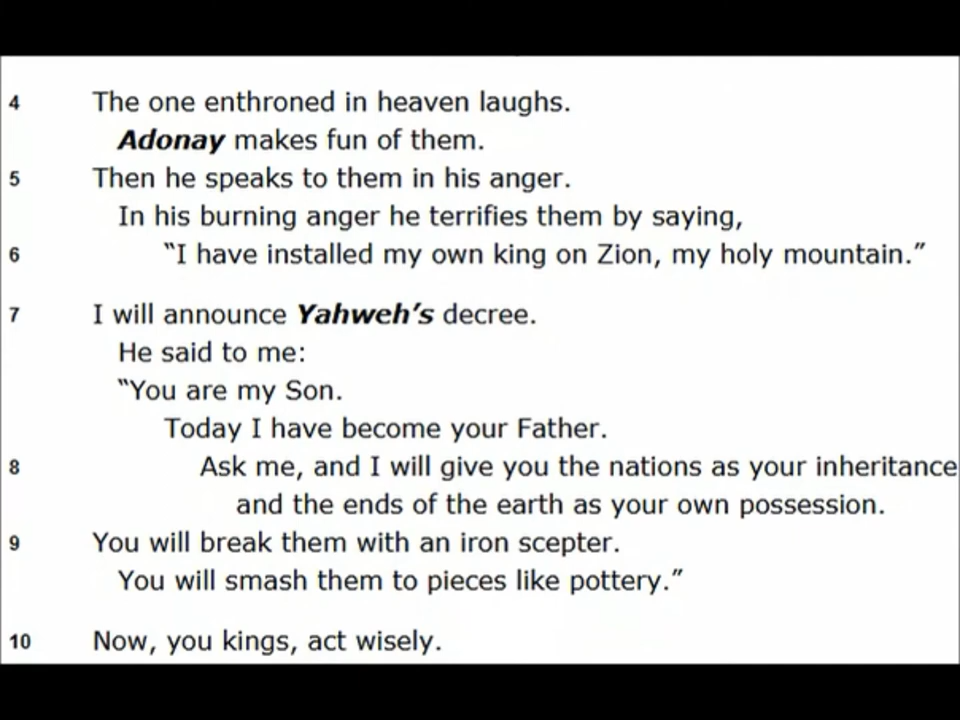 4 The one enthroned in heaven laughs.
Adonay makes fun of them.
5 Then he speaks to them in his anger.
In his burning anger he terrifies them by saying,
6 “I have installed my own king on Zion, my holy mountain.”
7 I will announce Yahweh’s decree.
He said to me:
“You are my Son.
Today I have become your Father.
8 Ask me, and I will give you the nations as your inheritance
and the ends of the earth as your own possession.
9 You will break them with an iron scepter.
You will smash them to pieces like pottery.”
10 Now, you kings, act wisely.